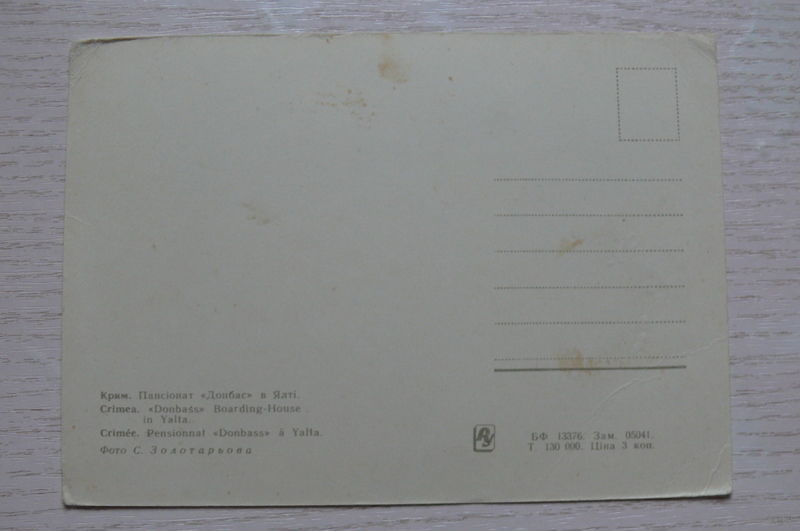 Крим. Пансіонат «Донбас» в Ялті.
Crimea. «Donbass» Boarding-House
in Yalta.
Crimée. Pensionnat «Donbass» à Yalta.
Фото С. Золотарьова
БФ 13376. Зам. 05041.
Т 130 000. Ціна 3 коп.